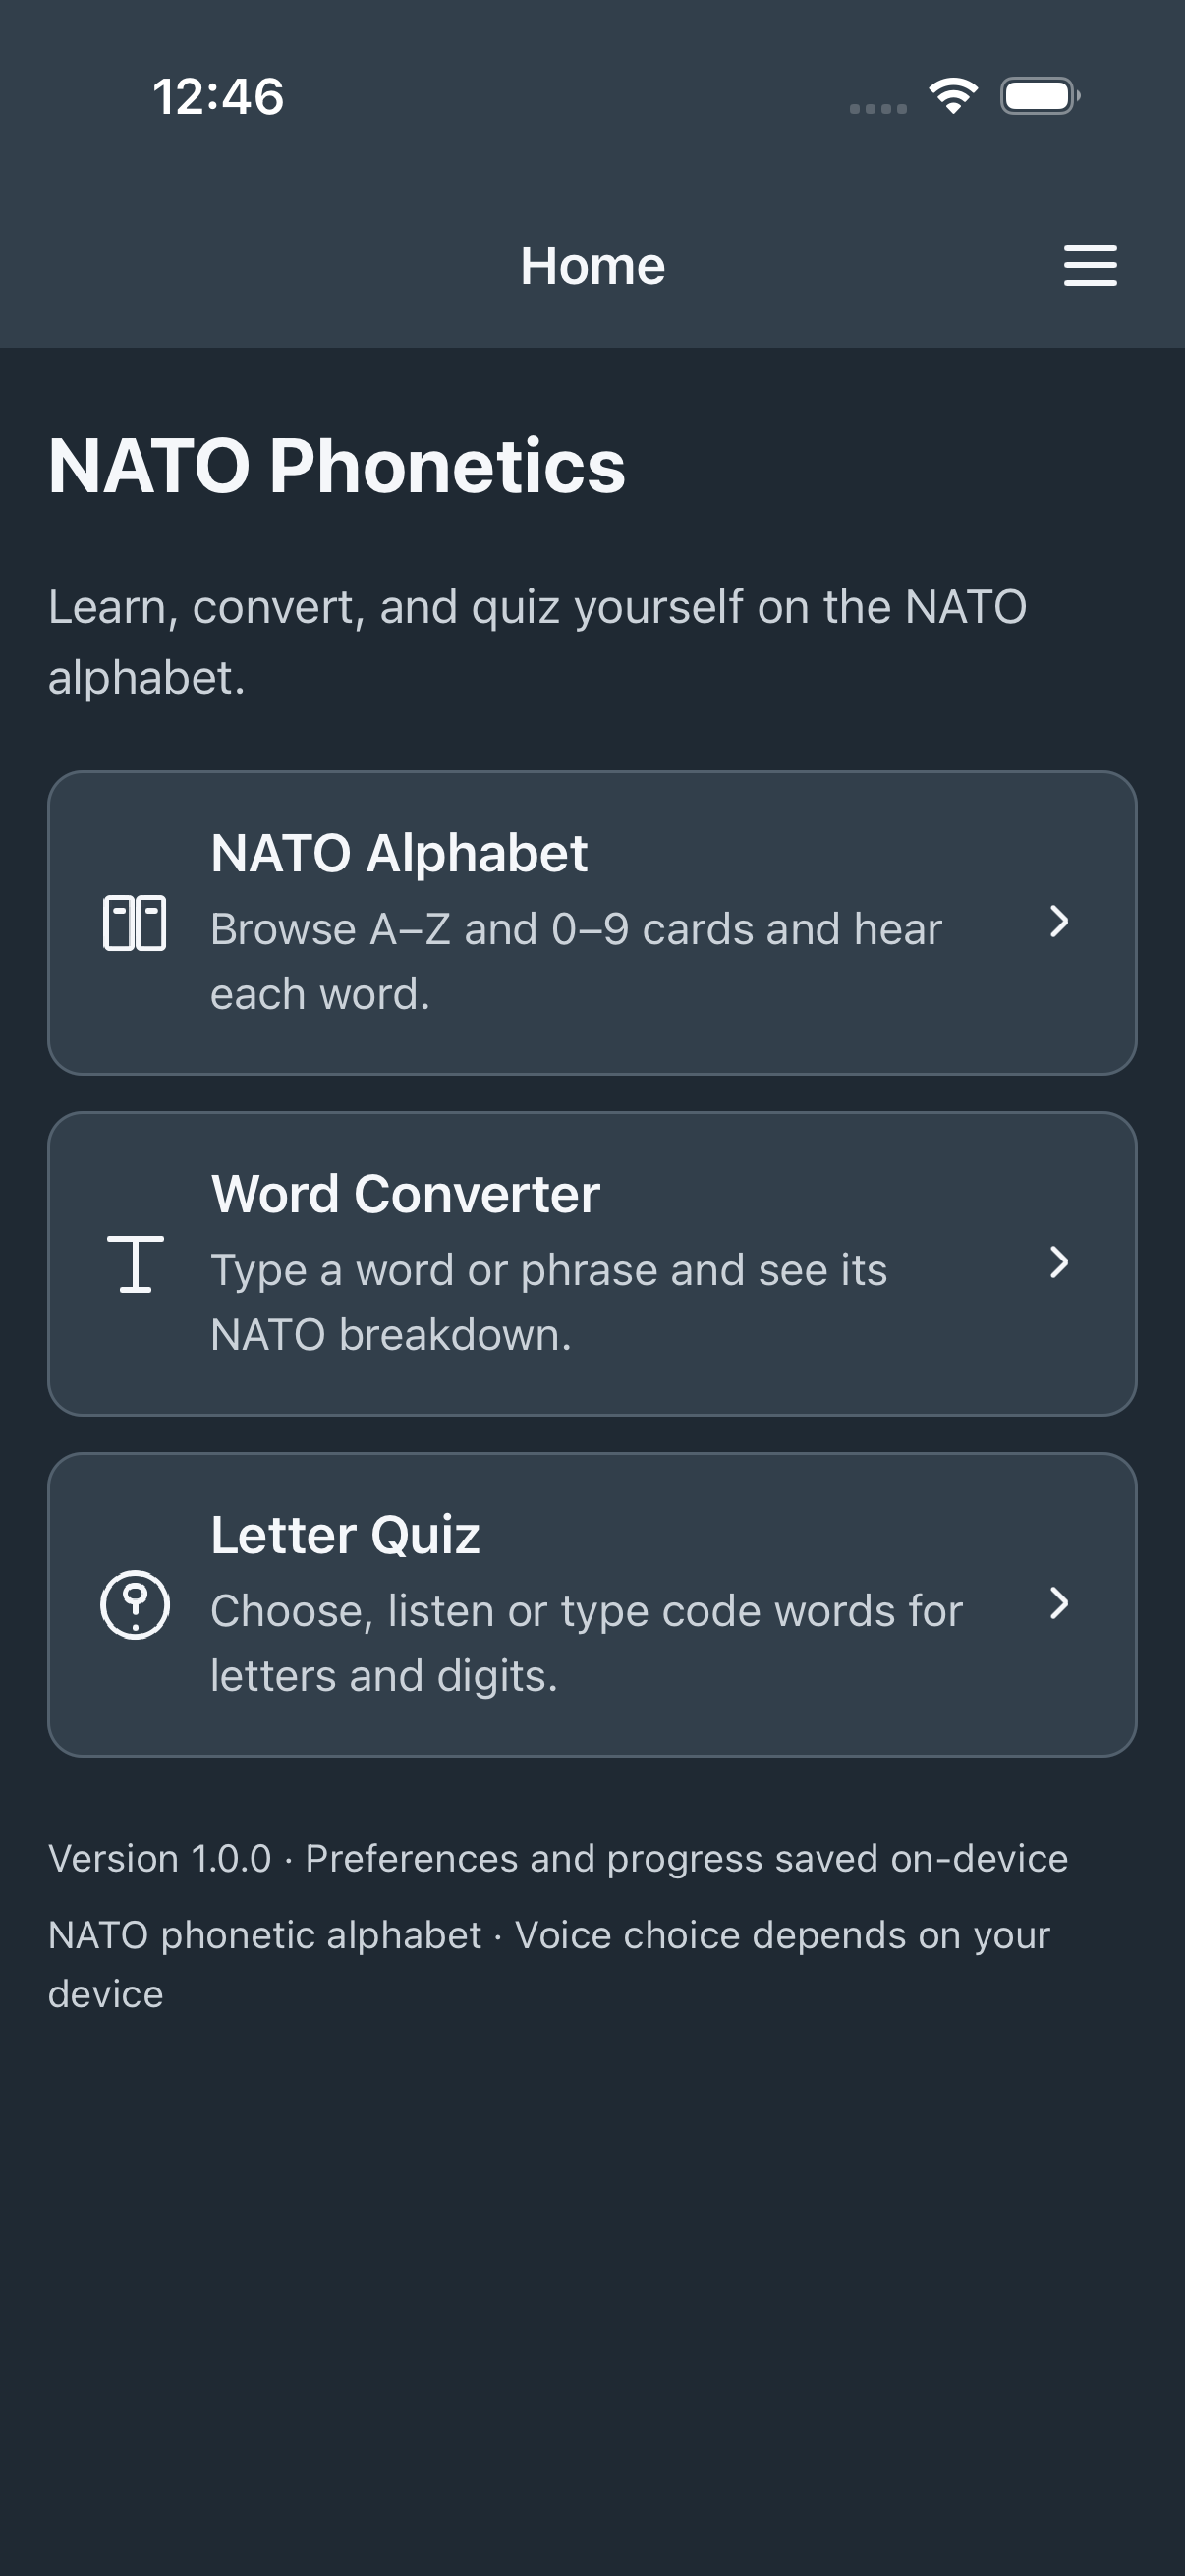 12:46
Home
NATO Phonetics
Learn, convert, and quiz yourself on the NATO
alphabet.
NATO Alphabet
Browse A–Z and 0–9 cards and hear
each word.
Word Converter
Type a word or phrase and see its
NATO breakdown.
Letter Quiz
Choose, listen or type code words for
letters and digits.
Version 1.0.0 · Preferences and progress saved on-device
NATO phonetic alphabet · Voice choice depends on your
device